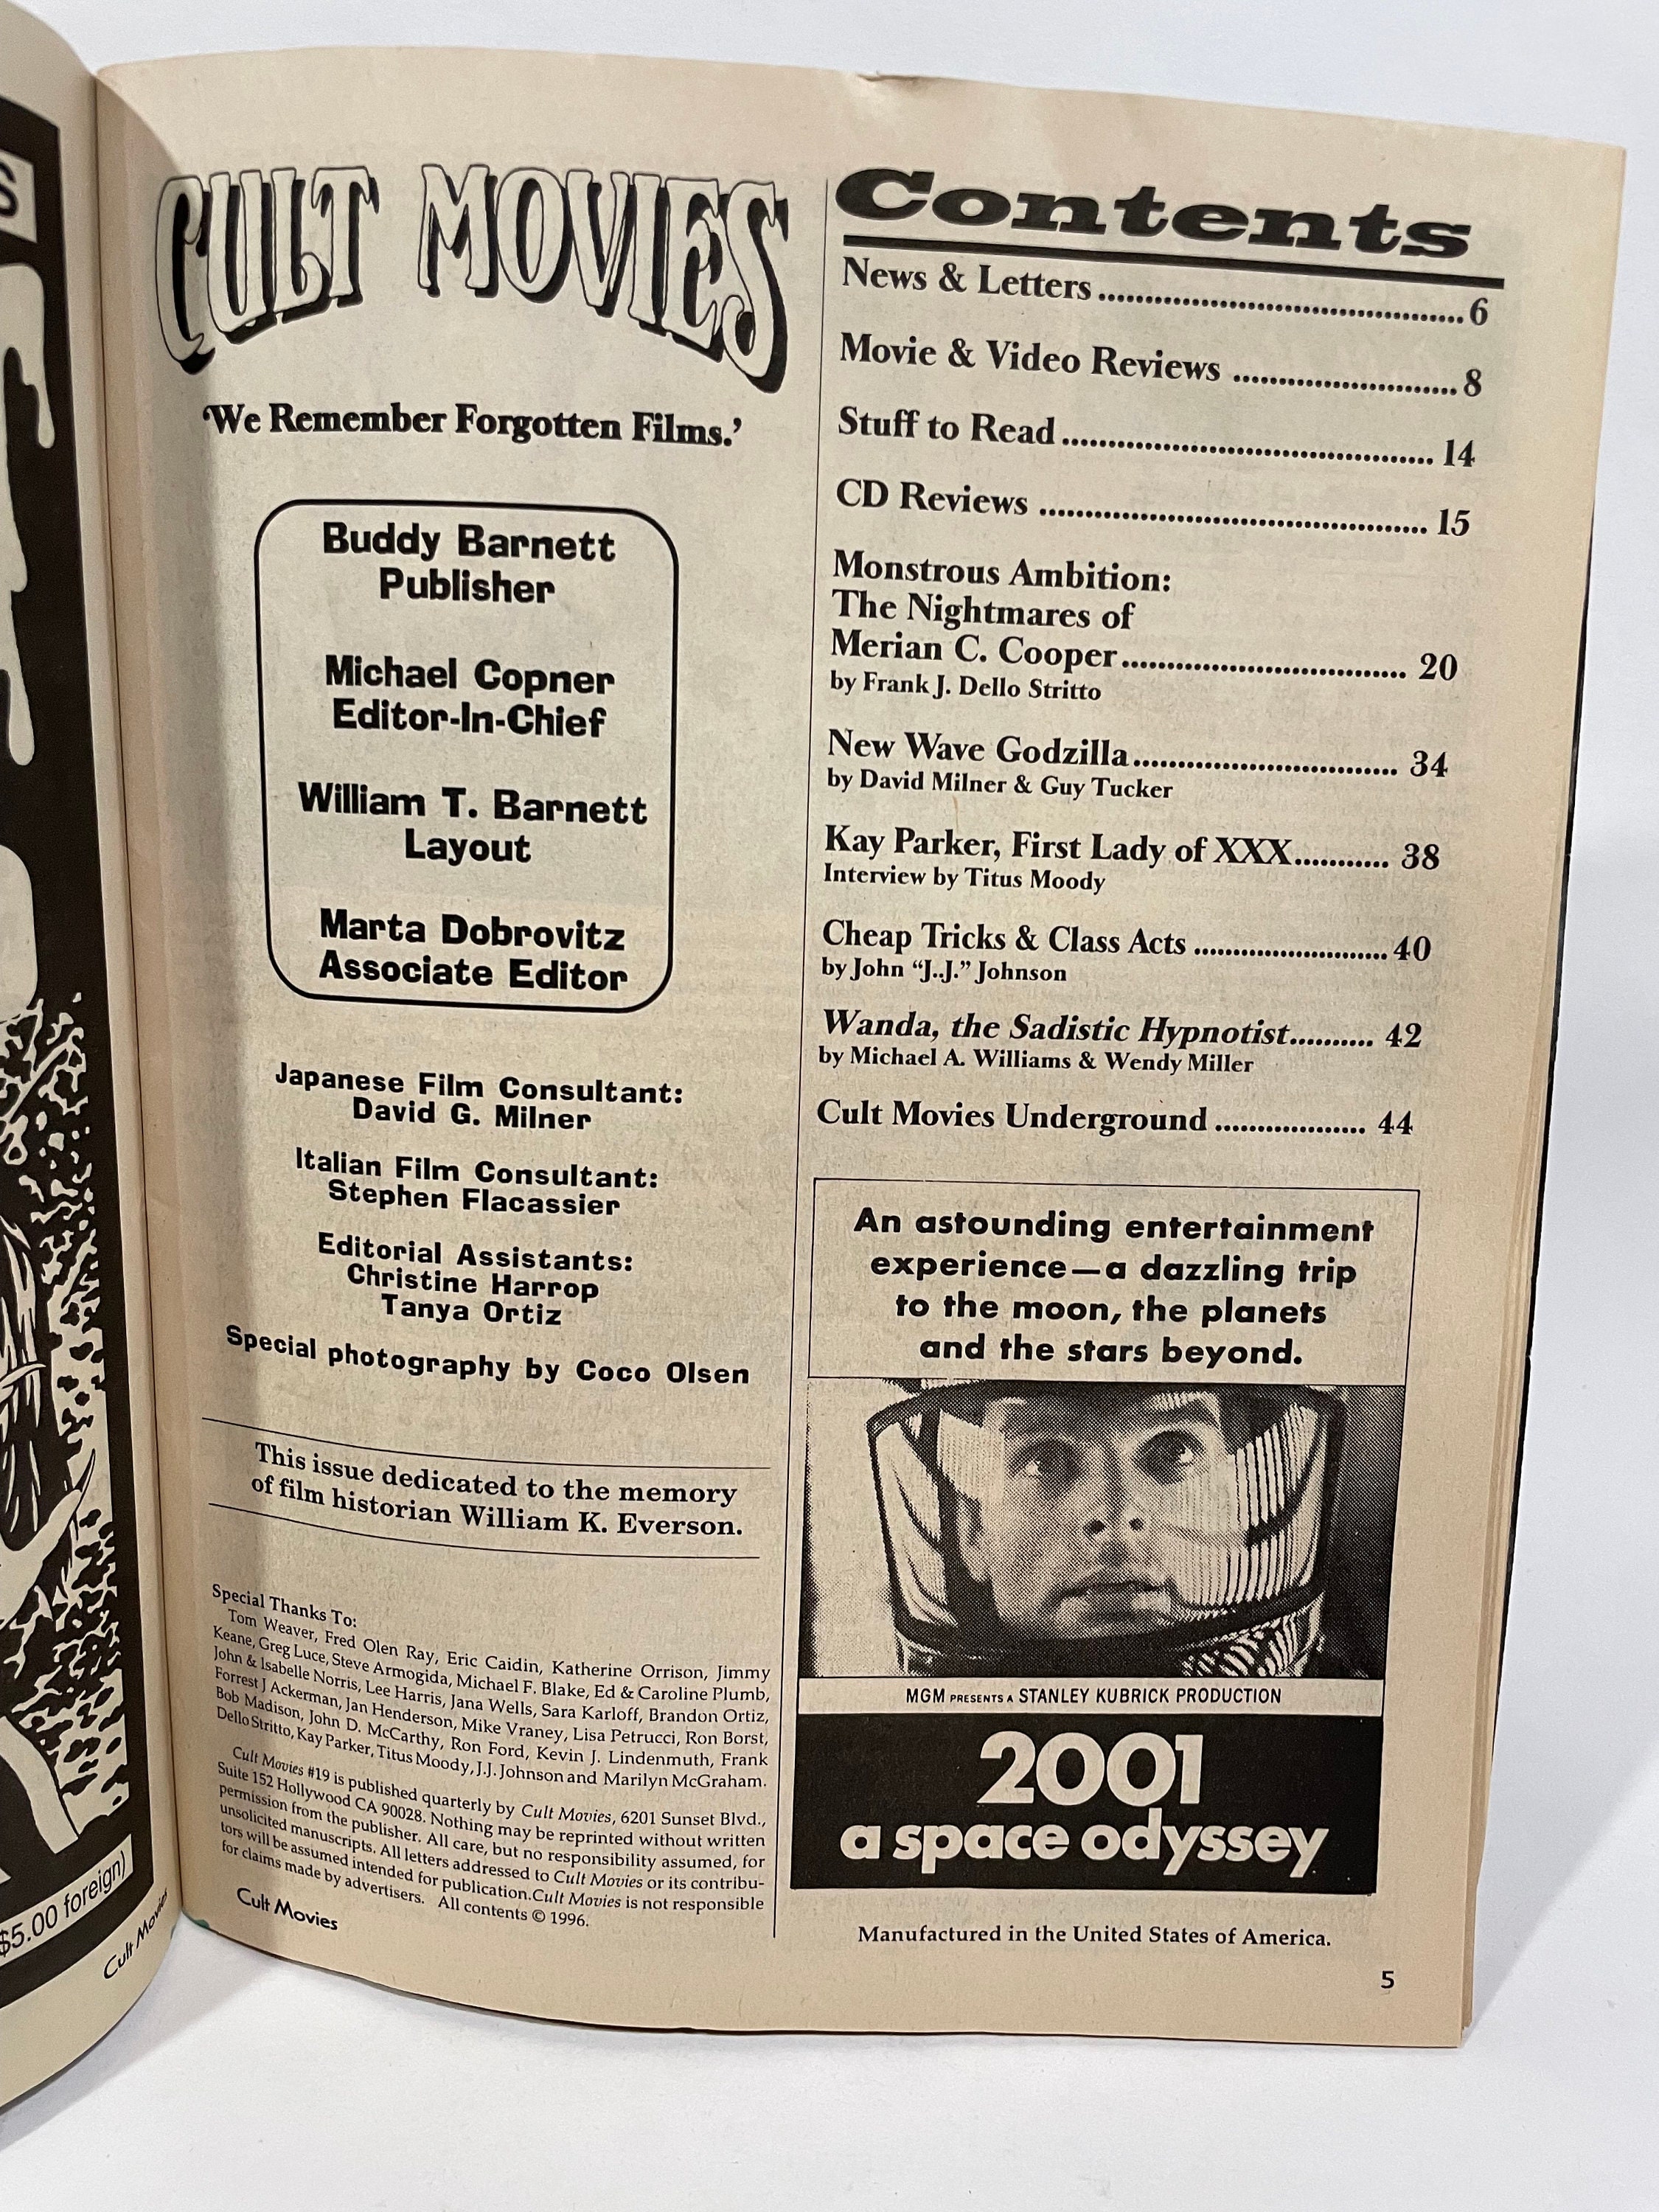 S
$5.00 foreign)
Cult Movies
CULT MOVIES
'We Remember Forgotten Films.'
Buddy Barnett
Publisher
Michael Copner
Editor-In-Chief
William T. Barnett
Layout
Marta Dobrovitz
Associate Editor
Japanese Film Consultant:
David G. Milner
Italian Film Consultant:
Stephen Flacassier
Editorial Assistants:
Christine Harrop
Tanya Ortiz
Special photography by Coco Olsen
This issue dedicated to the memory
of film historian William K. Everson.
Special Thanks To:
Tom Weaver, Fred Olen Ray, Eric Caidin, Katherine Orrison, Jimmy
Keane, Greg Luce, Steve Armogida, Michael F. Blake, Ed & Caroline Plumb,
John & Isabelle Norris, Lee Harris, Jana Wells, Sara Karloff, Brandon Ortiz,
Forrest J Ackerman, Jan Henderson, Mike Vraney, Lisa Petrucci, Ron Borst,
Bob Madison, John D. McCarthy, Ron Ford, Kevin J. Lindenmuth, Frank
Dello Stritto, Kay Parker, Titus Moody, J.J. Johnson and Marilyn McGraham.
Cult Movies #19 is published quarterly by Cult Movies, 6201 Sunset Blvd.,
Suite 152 Hollywood CA 90028. Nothing may be reprinted without written
permission from the publisher. All care, but no responsibility assumed, for
unsolicited manuscripts. All letters addressed to Cult Movies or its contribu-
tors will be assumed intended for publication.Cult Movies is not responsible
for claims made by advertisers. All contents © 1996.
Cult Movies
Contents
News & Letters ........................................ 6
Movie & Video Reviews ........................ 8
Stuff to Read ........................................ 14
CD Reviews .......................................... 15
Monstrous Ambition:
The Nightmares of
Merian C. Cooper ............................... 20
by Frank J. Dello Stritto
New Wave Godzilla ............................. 34
by David Milner & Guy Tucker
Kay Parker, First Lady of XXX........... 38
Interview by Titus Moody
Cheap Tricks & Class Acts ..................... 40
by John "J..J." Johnson
Wanda, the Sadistic Hypnotist.......... 42
by Michael A. Williams & Wendy Miller
Cult Movies Underground .................. 44
An astounding entertainment
experience—a dazzling trip
to the moon, the planets
and the stars beyond.
MGM PRESENTS A STANLEY KUBRICK PRODUCTION
2001
a space odyssey
Manufactured in the United States of America.
5